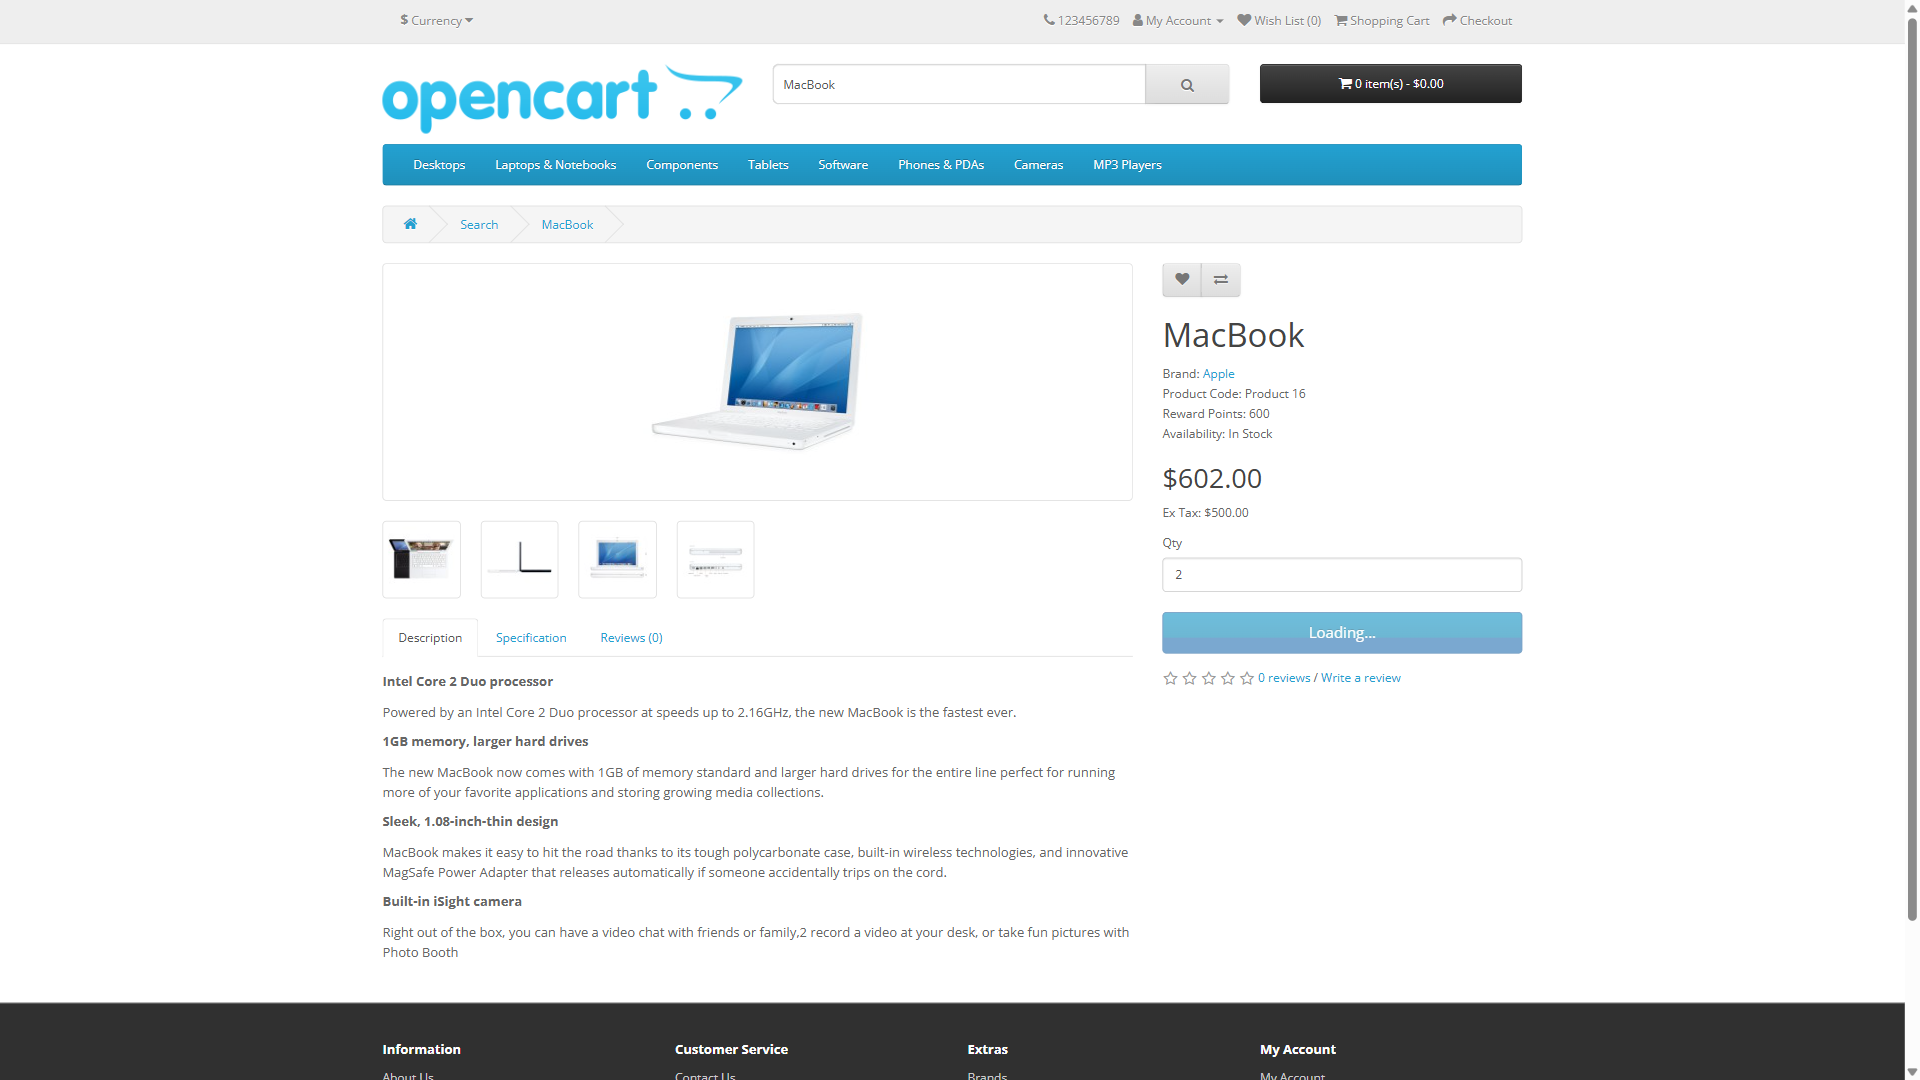 $ Currency
123456789
My Account
Wish List (0)
Shopping Cart
Checkout
opencart
MacBook
0 item(s) - $0.00
Desktops
Laptops & Notebooks
Components
Tablets
Software
Phones & PDAs
Cameras
MP3 Players
Search
MacBook
MacBook
Brand: Apple
Product Code: Product 16
Reward Points: 600
Availability: In Stock
$602.00
Ex Tax: $500.00
Qty
2
Loading...
0 reviews / Write a review
Description
Specification
Reviews (0)
Intel Core 2 Duo processor
Powered by an Intel Core 2 Duo processor at speeds up to 2.16GHz, the new MacBook is the fastest ever.
1GB memory, larger hard drives
The new MacBook now comes with 1GB of memory standard and larger hard drives for the entire line perfect for running
more of your favorite applications and storing growing media collections.
Sleek, 1.08-inch-thin design
MacBook makes it easy to hit the road thanks to its tough polycarbonate case, built-in wireless technologies, and innovative
MagSafe Power Adapter that releases automatically if someone accidentally trips on the cord.
Built-in iSight camera
Right out of the box, you can have a video chat with friends or family,2 record a video at your desk, or take fun pictures with
Photo Booth
Information
Customer Service
Extras
My Account
About Us
Contact Us
Brands
My Account